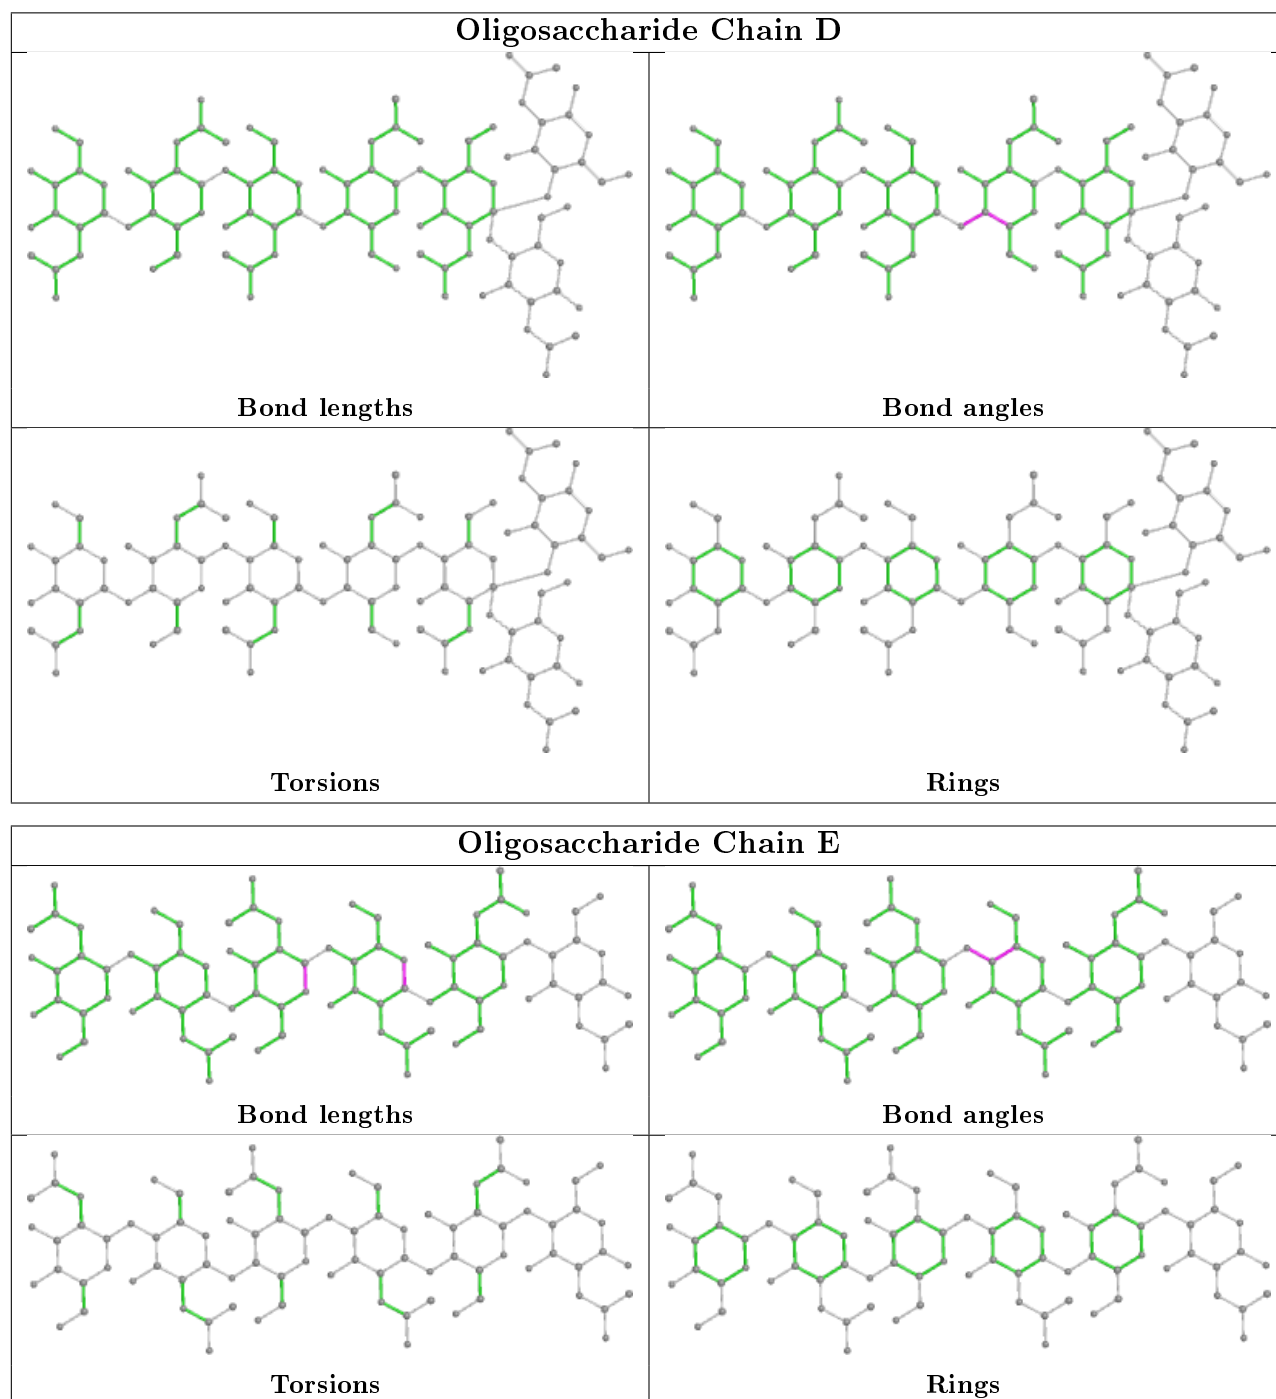 Oligosaccharide Chain D
Bond lengths
Bond angles
Torsions
Rings
Oligosaccharide Chain E
Bond lengths
Bond angles
Torsions
Rings